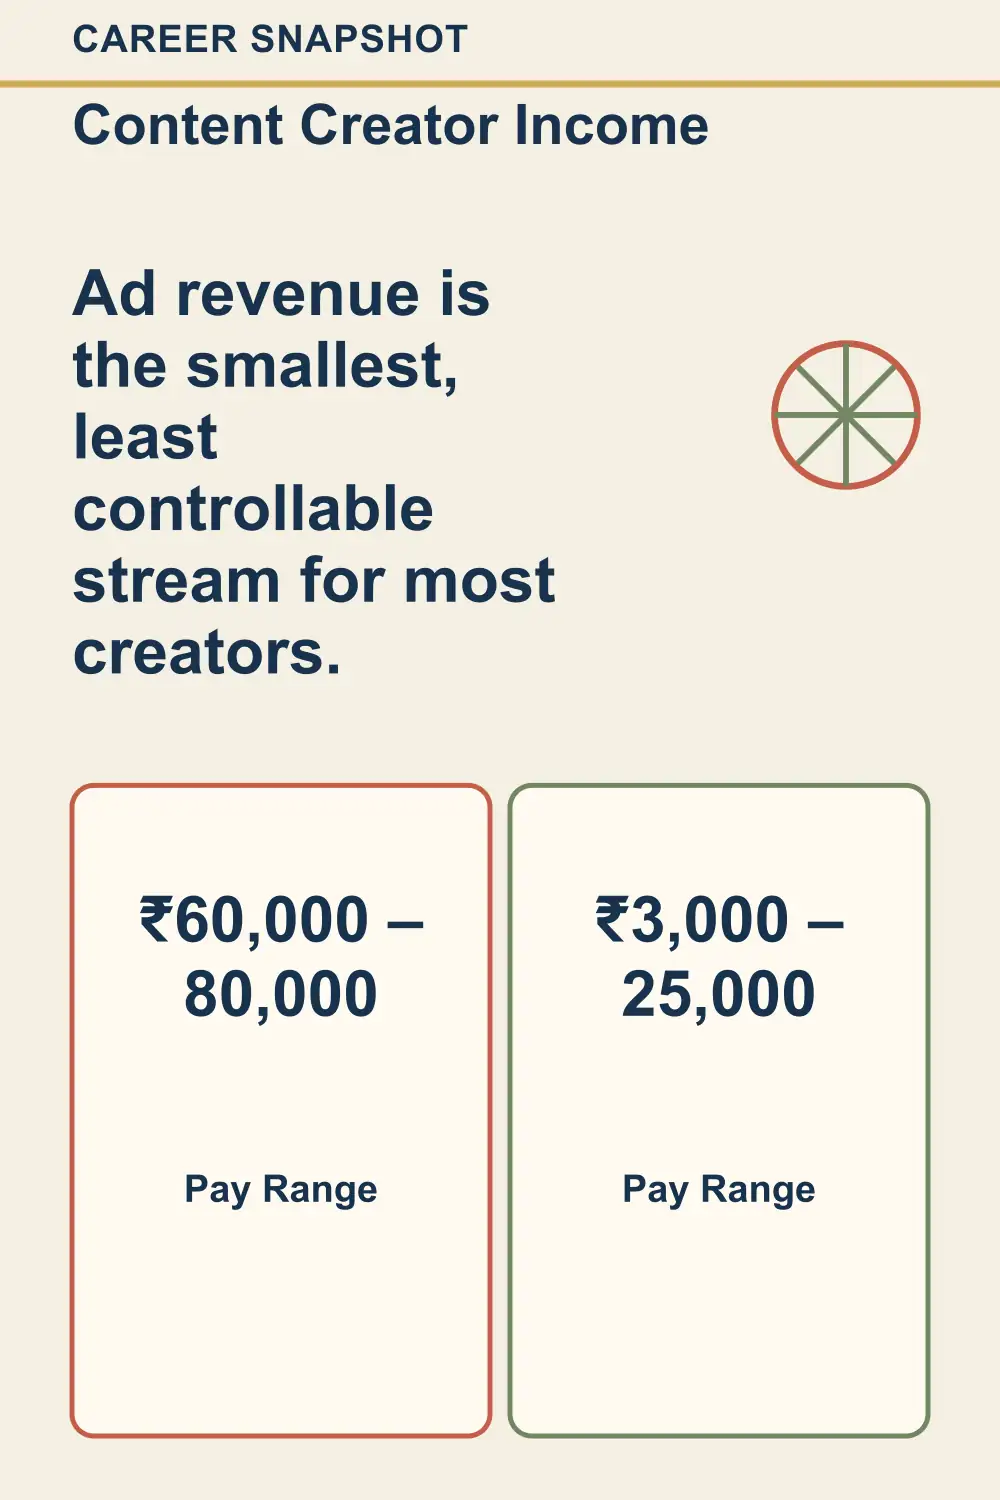 CAREER SNAPSHOT
Content Creator Income
Ad revenue is
the smallest,
least
controllable
stream for most
creators.
₹60,000 –
80,000
Pay Range
₹3,000 –
25,000
Pay Range